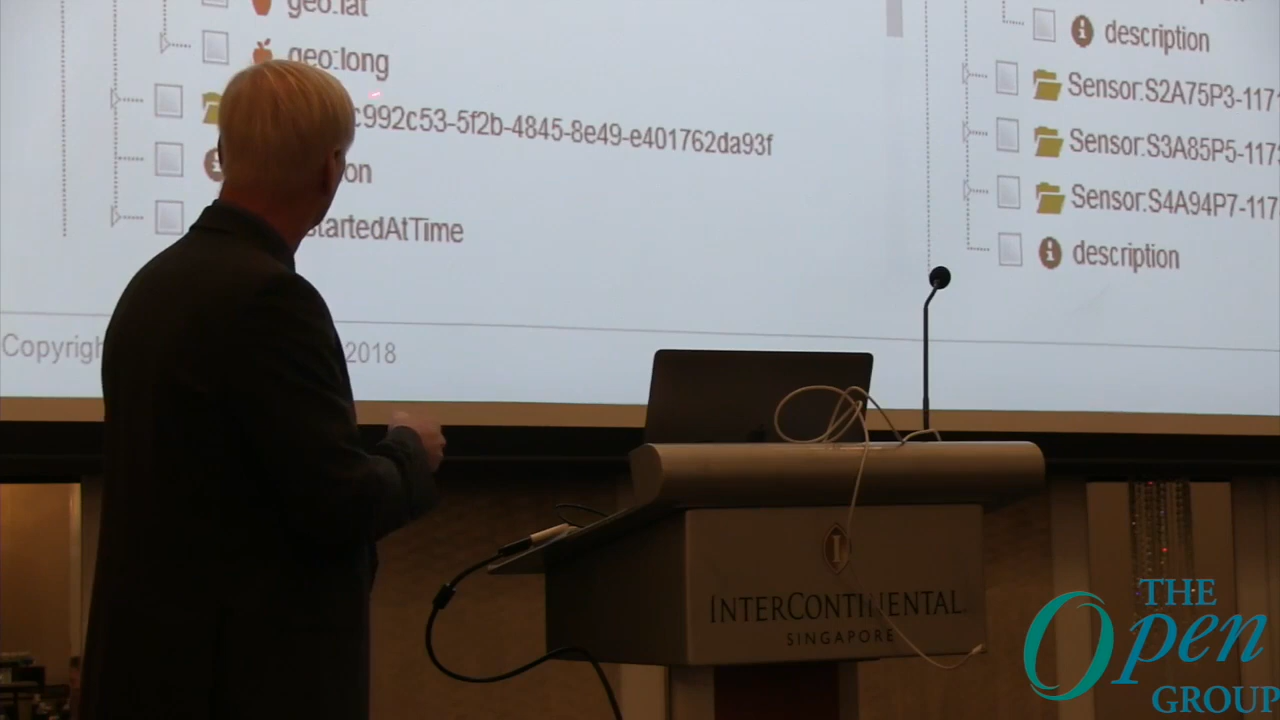 geo:lat
geo:long
c992c53-5f2b-4845-8e49-e401762da93f
on
startedAtTime
Copyrigh
2018
description
Sensor:S2A75P3-117
Sensor:S3A85P5-117
Sensor:S4A94P7-117
description
INTERCONTINENTAL
SINGAPORE
THE
Open
GROUP